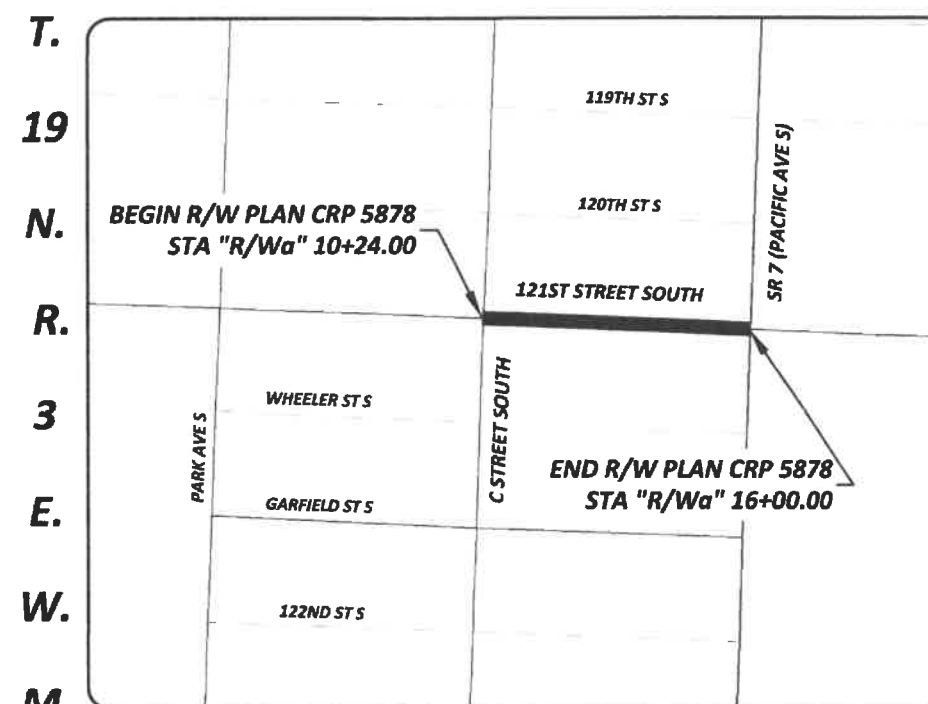 T.
19
N.
R.
3
E.
W.
M.
119TH ST S
SR 7 (PACIFIC AVE S)
120TH ST S
BEGIN R/W PLAN CRP 5878
STA "R/Wa" 10+24.00
121ST STREET SOUTH
WHEELER ST S
C STREET SOUTH
PARK AVE S
END R/W PLAN CRP 5878
STA "R/Wa" 16+00.00
GARFIELD ST S
122ND ST S